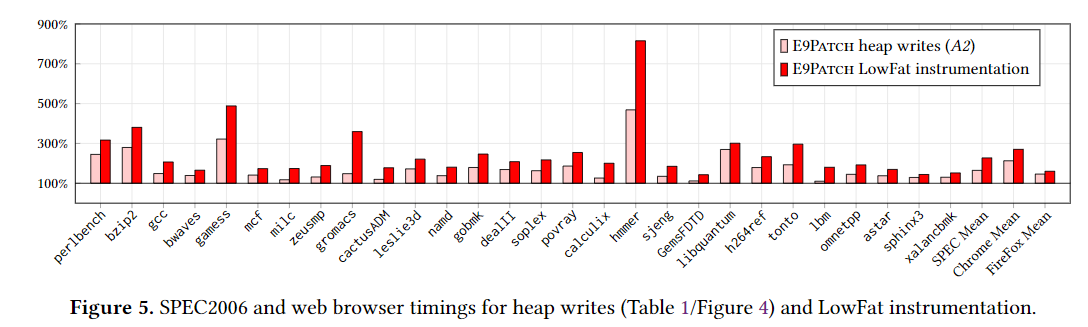 900%
700%
500%
300%
100%
E9PATCH heap writes (A2)
E9PATCH LowFat instrumentation
perlbench
bzip2
gcc
bwaves
gamess
mcf
milc
zeusmp
gromacs
cactusADM
leslie3d
namd
gobmk
dealII
soplex
povray
calculix
hmmer
sjeng
GemsFDTD
libquantum
h264ref
tonto
lbm
omnetpp
astar
sphinx3
xalancbmk
SPEC Mean
Chrome Mean
FireFox Mean
Figure 5. SPEC2006 and web browser timings for heap writes (Table 1/Figure 4) and LowFat instrumentation.